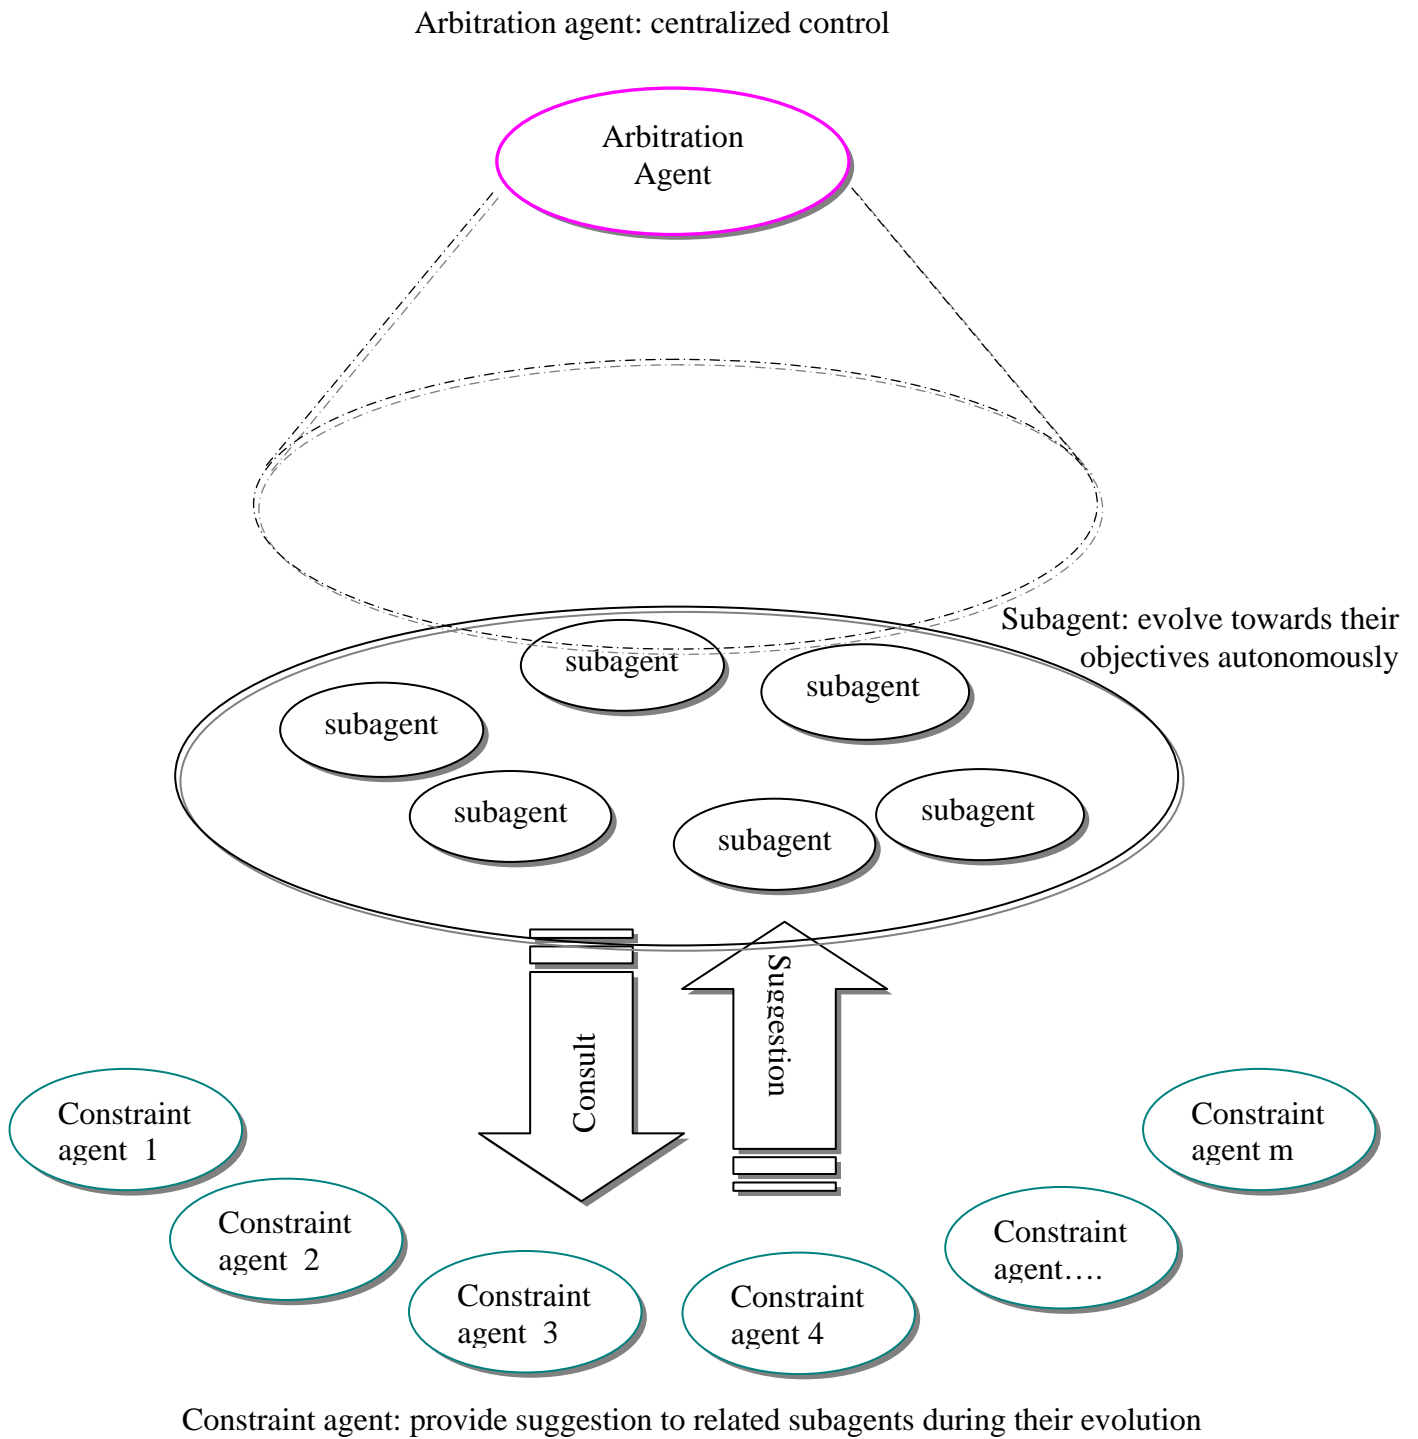 Arbitration agent: centralized control
Arbitration
Agent
Subagent: evolve towards their
objectives autonomously
subagent
subagent
subagent
subagent
subagent
subagent
Consult
Suggestion
Constraint
agent 1
Constraint
agent 2
Constraint
agent 3
Constraint
agent 4
Constraint
agent….
Constraint
agent m
Constraint agent: provide suggestion to related subagents during their evolution